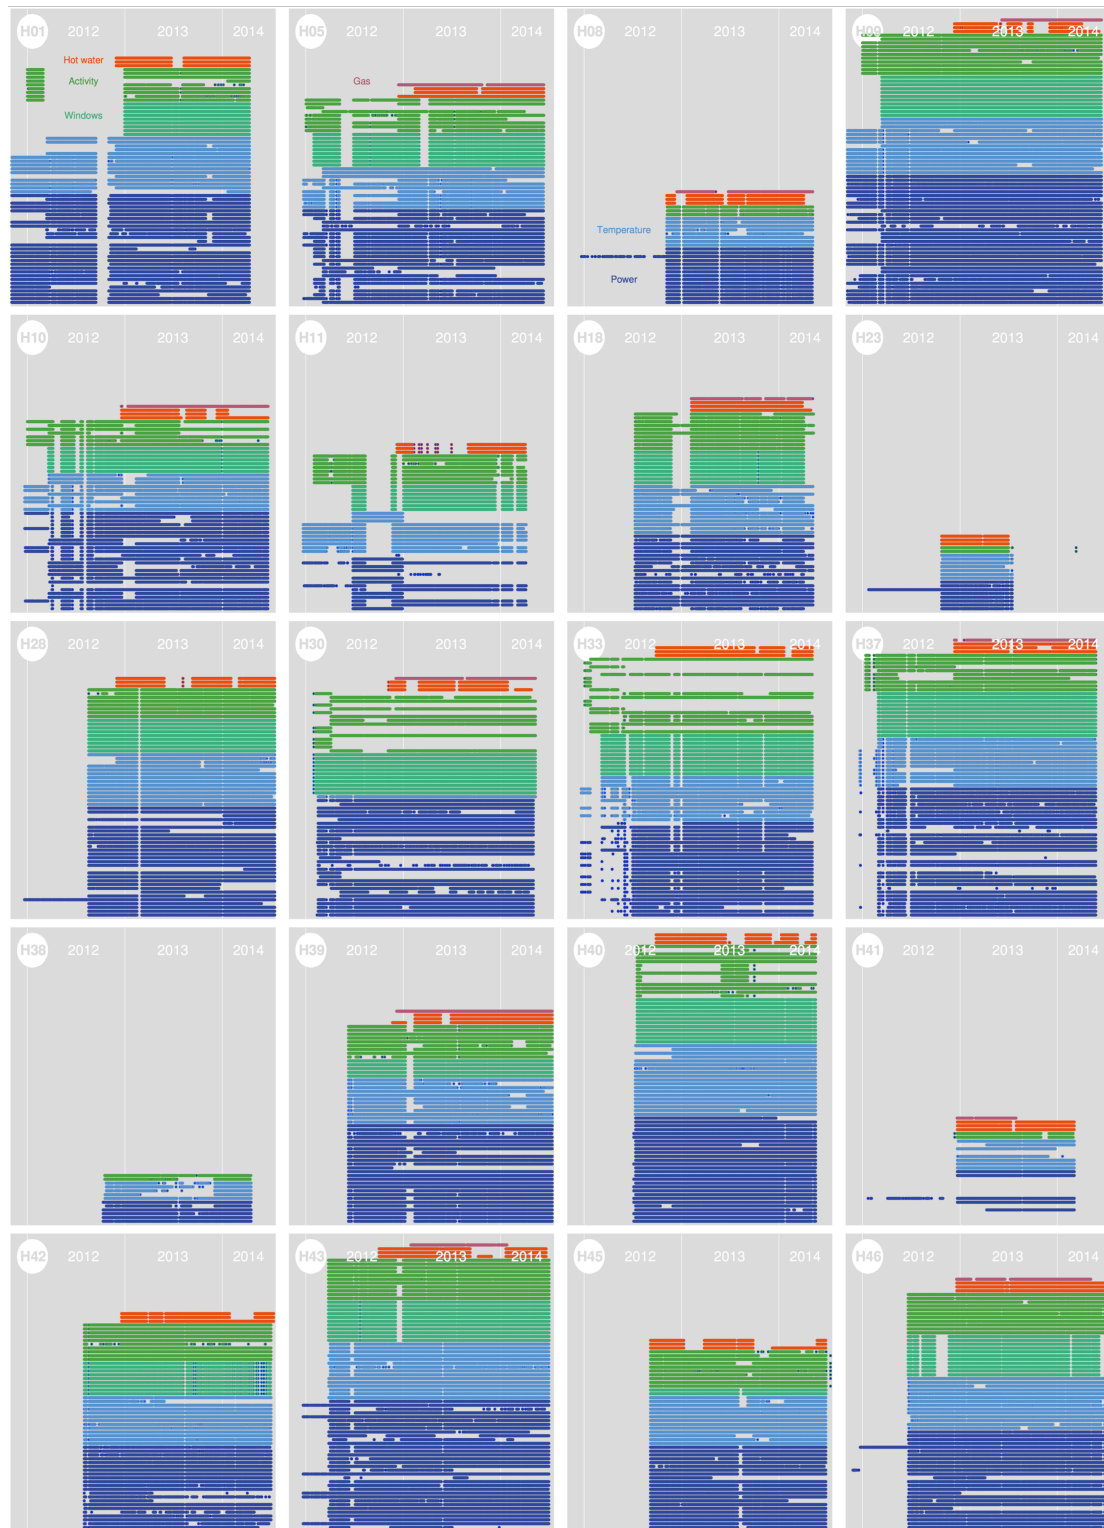 H01 2012 2013 2014
Hot water
Activity
Windows
H05 2012 2013 2014
Gas
H08 2012 2013 2014
Temperature
Power
H09 2012 2013 2014
H10 2012 2013 2014
H11 2012 2013 2014
H18 2012 2013 2014
H23 2012 2013 2014
H28 2012 2013 2014
H30 2012 2013 2014
H33 2012 2013 2014
H37 2012 2013 2014
H38 2012 2013 2014
H39 2012 2013 2014
H40 2012 2013 2014
H41 2012 2013 2014
H42 2012 2013 2014
H43 2012 2013 2014
H45 2012 2013 2014
H46 2012 2013 2014